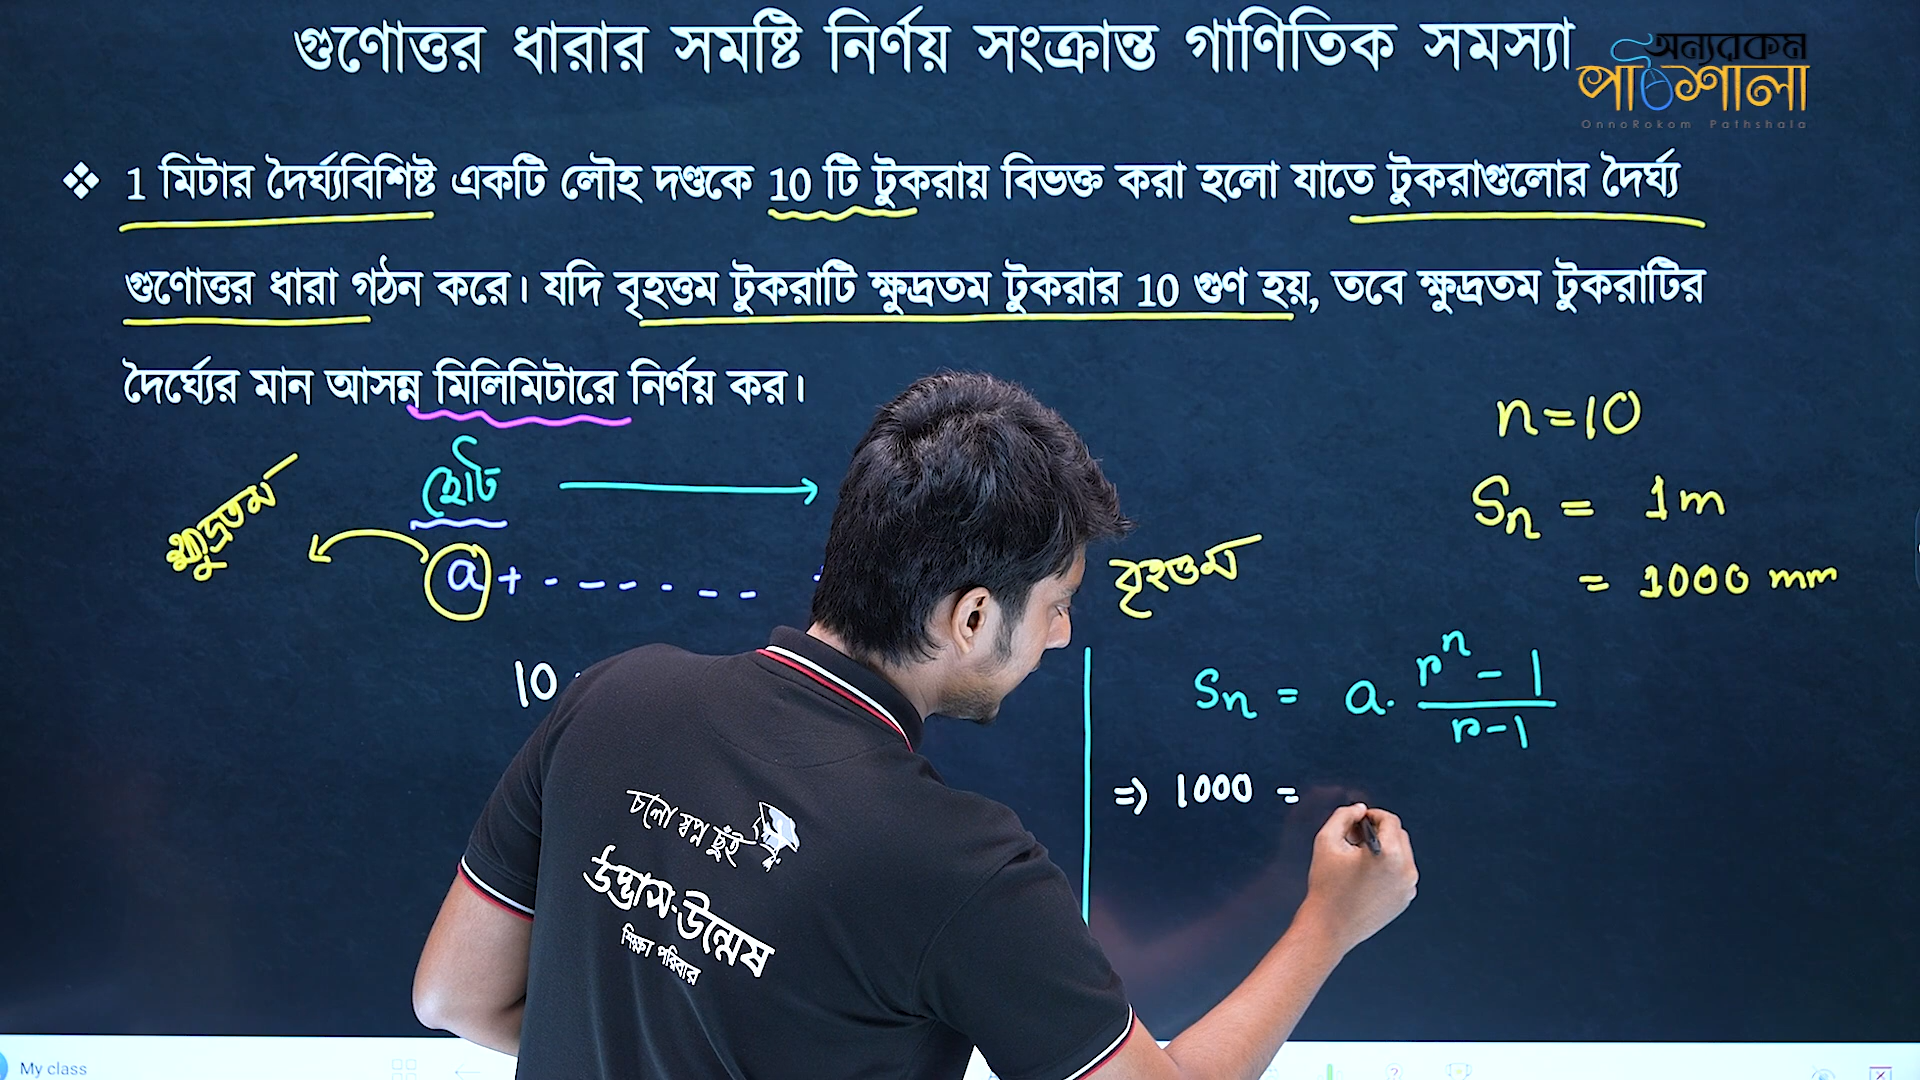 গুণোত্তর ধারার সমষ্টি নির্ণয় সংক্রান্ত গাণিতিক সমস্যা
অন্যরকম
পাঠশালা
OnnoRokom Pathshala
❖ 1 মিটার দৈর্ঘ্যবিশিষ্ট একটি লৌহ দণ্ডকে 10 টি টুকরায় বিভক্ত করা হলো যাতে টুকরাগুলোর দৈর্ঘ্য
গুণোত্তর ধারা গঠন করে। যদি বৃহত্তম টুকরাটি ক্ষুদ্রতম টুকরার 10 গুণ হয়, তবে ক্ষুদ্রতম টুকরাটির
দৈর্ঘ্যের মান আসন্ন মিলিমিটারে নির্ণয় কর।
n=10
ছোট
Sn = 1m
ক্ষুদ্রতম
বৃহত্তম
a + - - - - - - -
= 1000 mm
10
Sn = a. r^n - 1 / r-1
=> 1000 =
চলো স্বপ্ন ছুঁই
উদ্ভাস-উন্মেষ
শিক্ষা পরিবার
My class